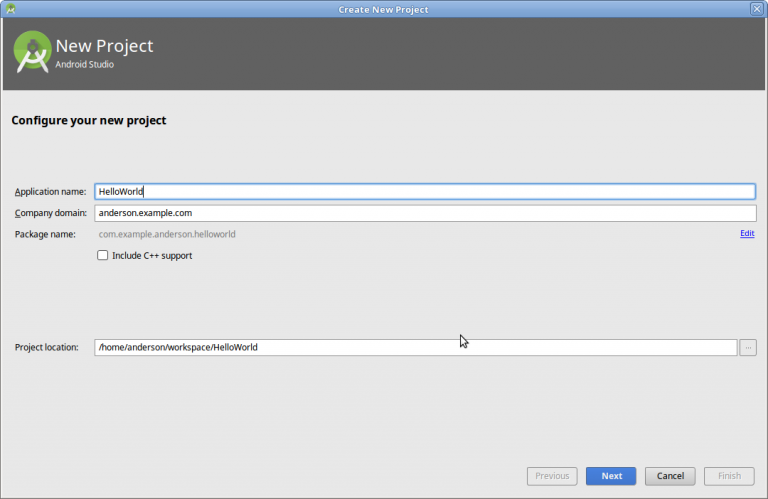 Create New Project
New Project
Android Studio
Configure your new project
Application name: HelloWorld
Company domain: anderson.example.com
Package name: com.example.anderson.helloworld Edit
Include C++ support
Project location: /home/anderson/workspace/HelloWorld ...
Previous Next Cancel Finish